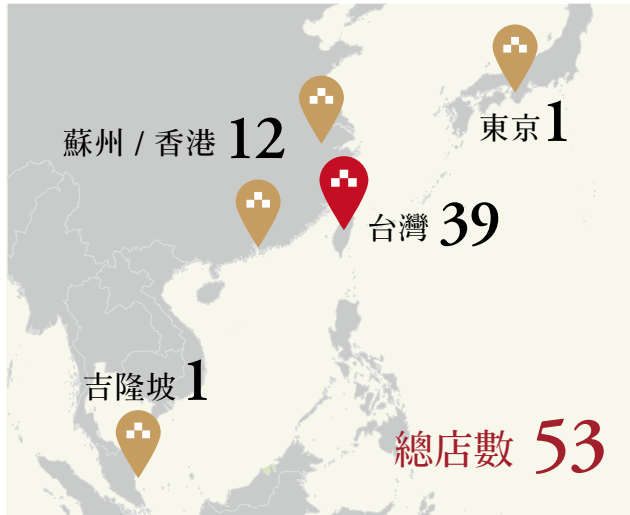 東京 1
蘇州 / 香港 12
台灣 39
吉隆坡 1
總店數 53